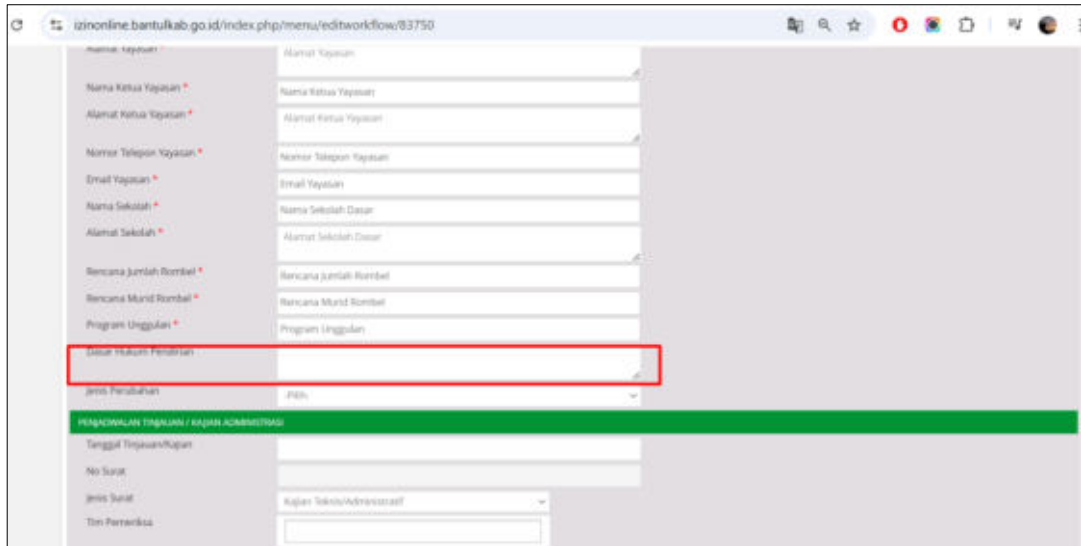 izinonline.bantulkab.go.id/index.php/menu/editworkflow/83750
Alamat Yayasan * Alamat Yayasan
Nama Ketua Yayasan * Nama Ketua Yayasan
Alamat Ketua Yayasan * Alamat Ketua Yayasan
Nomor Telepon Yayasan * Nomor Telepon Yayasan
Email Yayasan * Email Yayasan
Nama Sekolah * Nama Sekolah Dasar
Alamat Sekolah * Alamat Sekolah Dasar
Rencana Jumlah Rombel * Rencana Jumlah Rombel
Rencana Murid Rombel * Rencana Murid Rombel
Program Unggulan * Program Unggulan
Dasar Hukum Pendirian
Jenis Perubahan -Pilih-
PENJADWALAN TINJAUAN / KAJIAN ADMINISTRASI
Tanggal Tinjauan/Kajian
No Surat
Jenis Surat Kajian Teknis/Administratif
Tim Pemeriksa